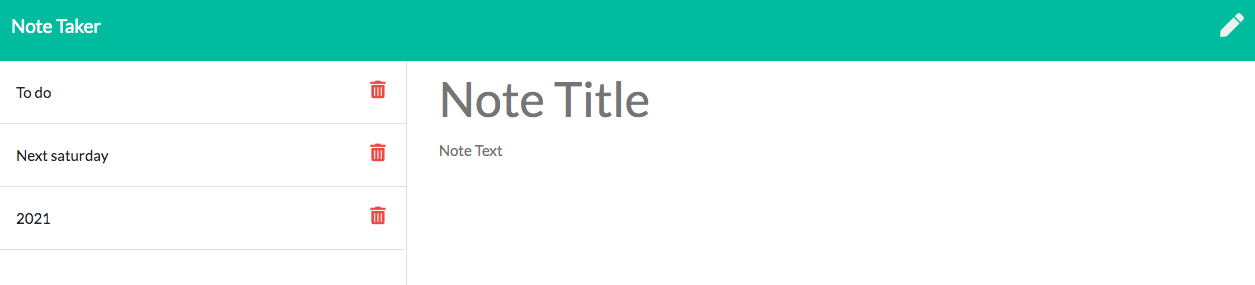 Note Taker
To do
Next saturday
2021
Note Title
Note Text